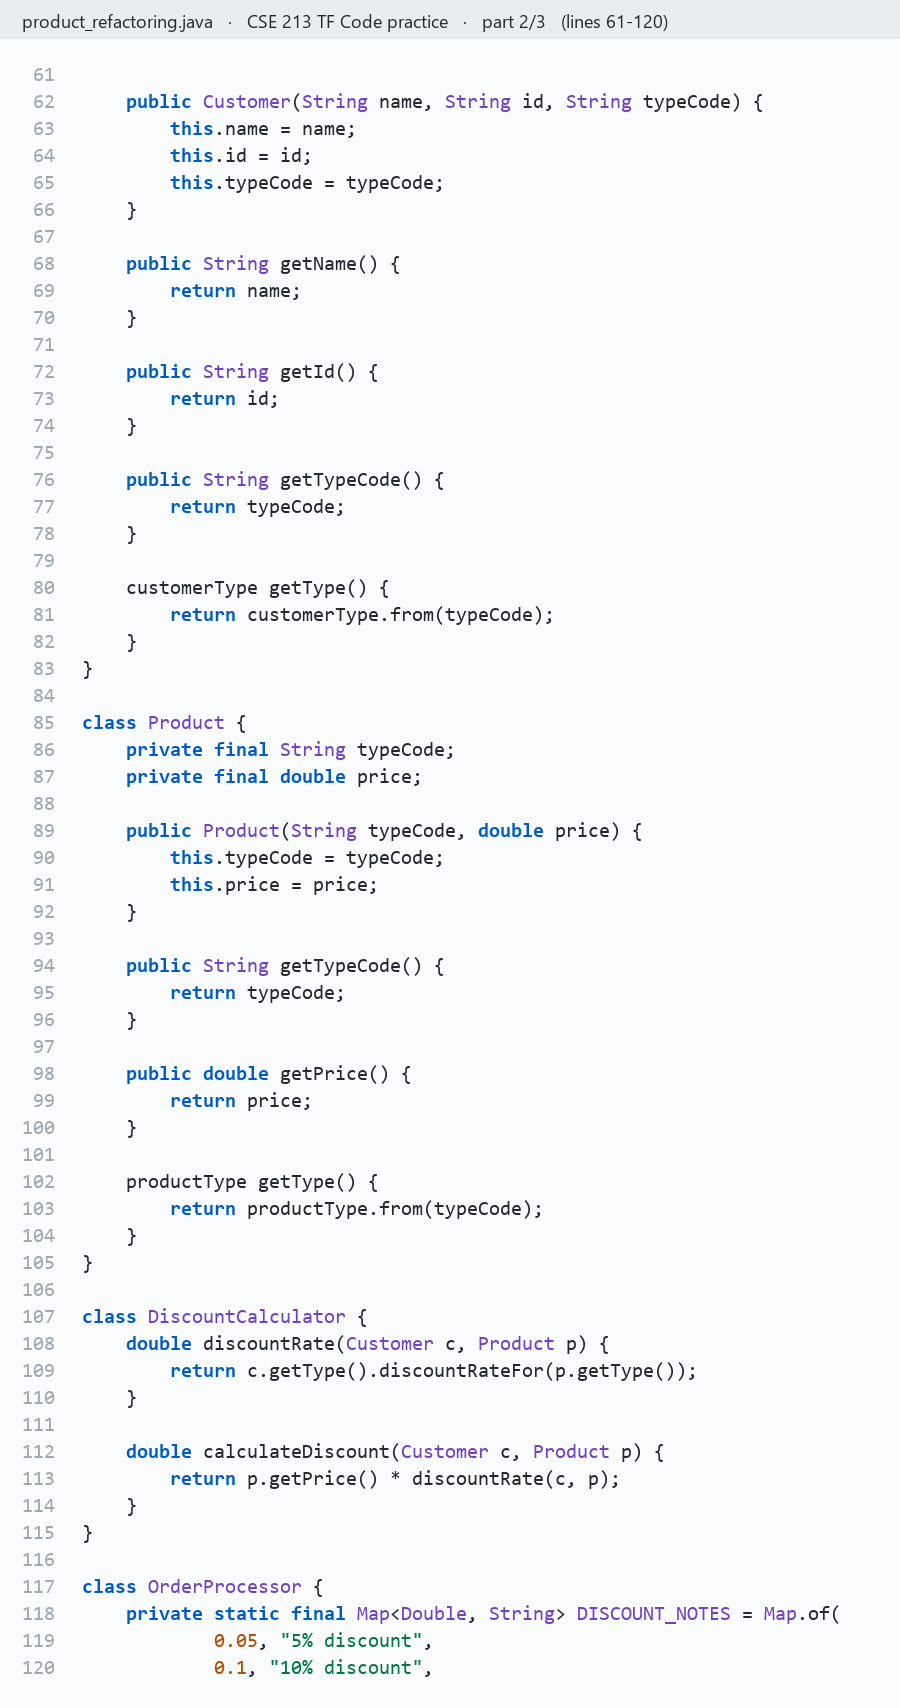 product_refactoring.java · CSE 213 TF Code practice · part 2/3 (lines 61-120)
61
62 public Customer(String name, String id, String typeCode) {
63 this.name = name;
64 this.id = id;
65 this.typeCode = typeCode;
66 }
67
68 public String getName() {
69 return name;
70 }
71
72 public String getId() {
73 return id;
74 }
75
76 public String getTypeCode() {
77 return typeCode;
78 }
79
80 customerType getType() {
81 return customerType.from(typeCode);
82 }
83 }
84
85 class Product {
86 private final String typeCode;
87 private final double price;
88
89 public Product(String typeCode, double price) {
90 this.typeCode = typeCode;
91 this.price = price;
92 }
93
94 public String getTypeCode() {
95 return typeCode;
96 }
97
98 public double getPrice() {
99 return price;
100 }
101
102 productType getType() {
103 return productType.from(typeCode);
104 }
105 }
106
107 class DiscountCalculator {
108 double discountRate(Customer c, Product p) {
109 return c.getType().discountRateFor(p.getType());
110 }
111
112 double calculateDiscount(Customer c, Product p) {
113 return p.getPrice() * discountRate(c, p);
114 }
115 }
116
117 class OrderProcessor {
118 private static final Map<Double, String> DISCOUNT_NOTES = Map.of(
119 0.05, "5% discount",
120 0.1, "10% discount",